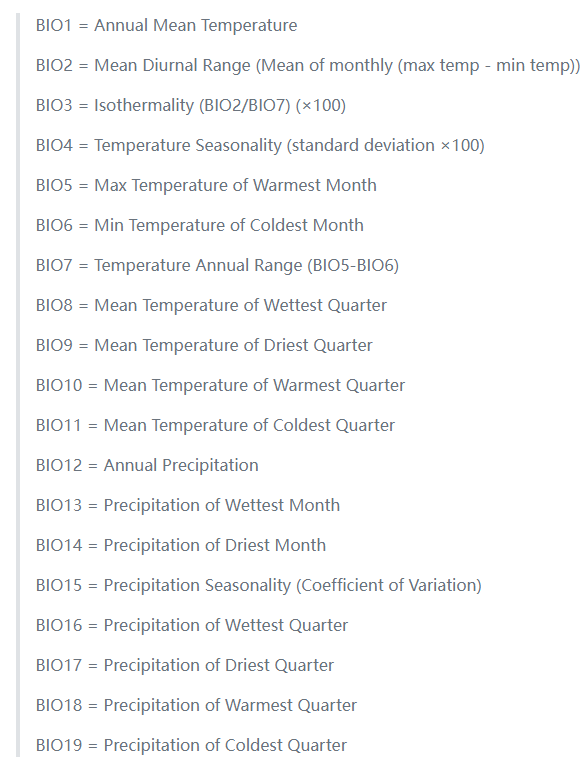 BIO1 = Annual Mean Temperature
BIO2 = Mean Diurnal Range (Mean of monthly (max temp - min temp))
BIO3 = Isothermality (BIO2/BIO7) (×100)
BIO4 = Temperature Seasonality (standard deviation ×100)
BIO5 = Max Temperature of Warmest Month
BIO6 = Min Temperature of Coldest Month
BIO7 = Temperature Annual Range (BIO5-BIO6)
BIO8 = Mean Temperature of Wettest Quarter
BIO9 = Mean Temperature of Driest Quarter
BIO10 = Mean Temperature of Warmest Quarter
BIO11 = Mean Temperature of Coldest Quarter
BIO12 = Annual Precipitation
BIO13 = Precipitation of Wettest Month
BIO14 = Precipitation of Driest Month
BIO15 = Precipitation Seasonality (Coefficient of Variation)
BIO16 = Precipitation of Wettest Quarter
BIO17 = Precipitation of Driest Quarter
BIO18 = Precipitation of Warmest Quarter
BIO19 = Precipitation of Coldest Quarter